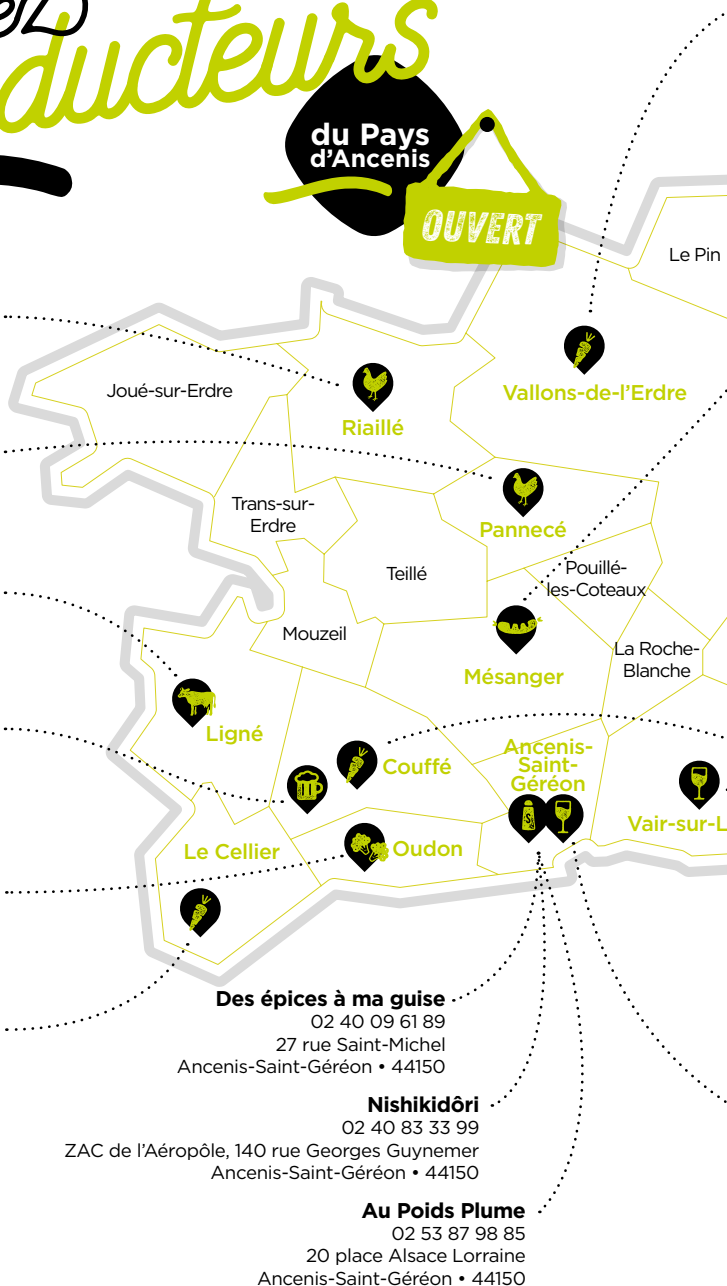 ducteurs
du Pays
d'Ancenis
OUVERT
Le Pin
Joué-sur-Erdre
Riaillé
Vallons-de-l'Erdre
Trans-sur-
Erdre
Pannecé
Teillé
Pouillé-
les-Coteaux
Mouzeil
Mésanger
La Roche-
Blanche
Ligné
Couffé
Ancenis-
Saint-
Géréon
Vair-sur-L
Le Cellier
Oudon
S
Des épices à ma guise
02 40 09 61 89
27 rue Saint-Michel
Ancenis-Saint-Géréon • 44150
Nishikidôri
02 40 83 33 99
ZAC de l'Aéropôle, 140 rue Georges Guynemer
Ancenis-Saint-Géréon • 44150
Au Poids Plume
02 53 87 98 85
20 place Alsace Lorraine
Ancenis-Saint-Géréon • 44150